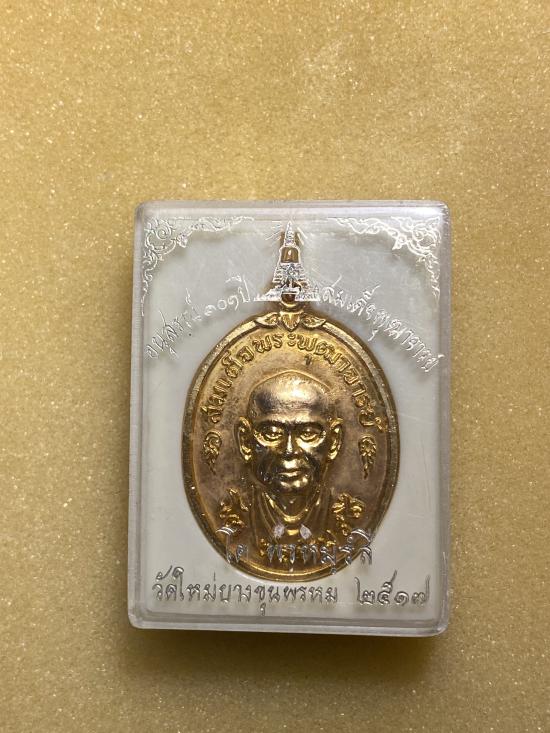 อนุสรณ์ ๑๐๑ ปี สมเด็จพุฒาจารย์
สมเด็จพระพุฒาจารย์
โต พรหมรังสี
วัดใหม่บางขุนพรหม ๒๕๑๗